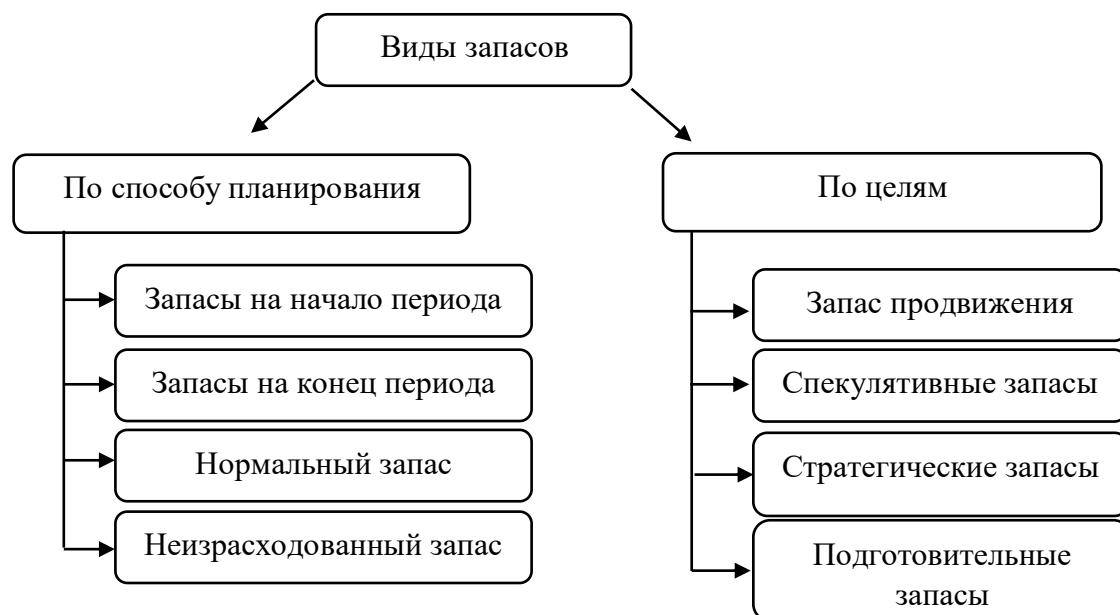 Виды запасов
По способу планирования
Запасы на начало периода
Запасы на конец периода
Нормальный запас
Неизрасходованный запас
По целям
Запас продвижения
Спекулятивные запасы
Стратегические запасы
Подготовительные
запасы